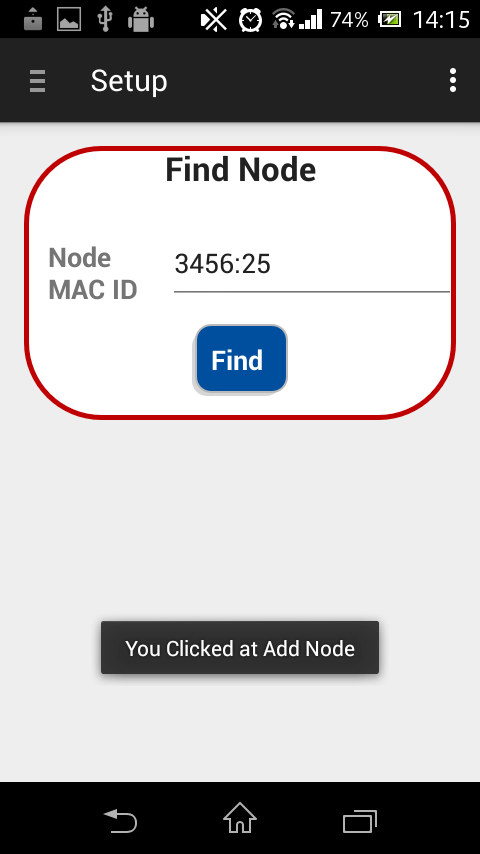 74% 14:15
Setup
Find Node
Node
MAC ID
3456:25
Find
You Clicked at Add Node